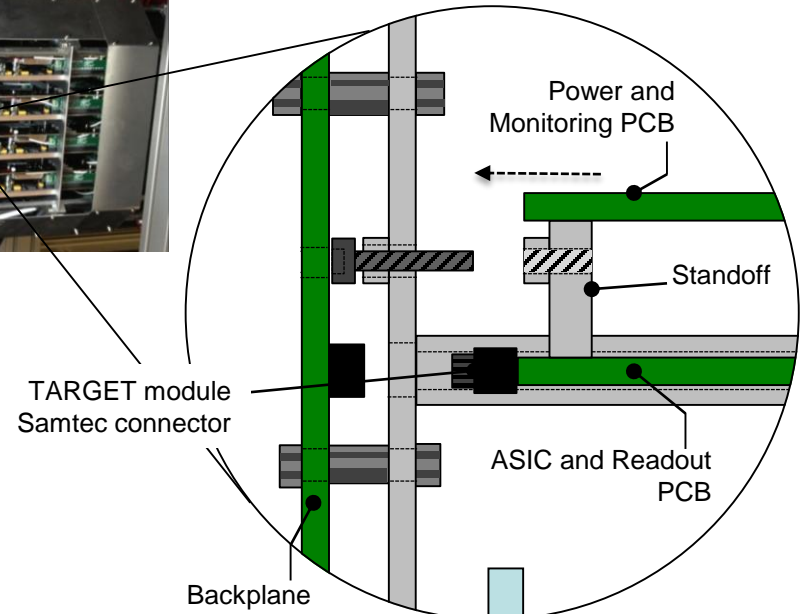 Power and
Monitoring PCB
Standoff
TARGET module
Samtec connector
ASIC and Readout
PCB
Backplane